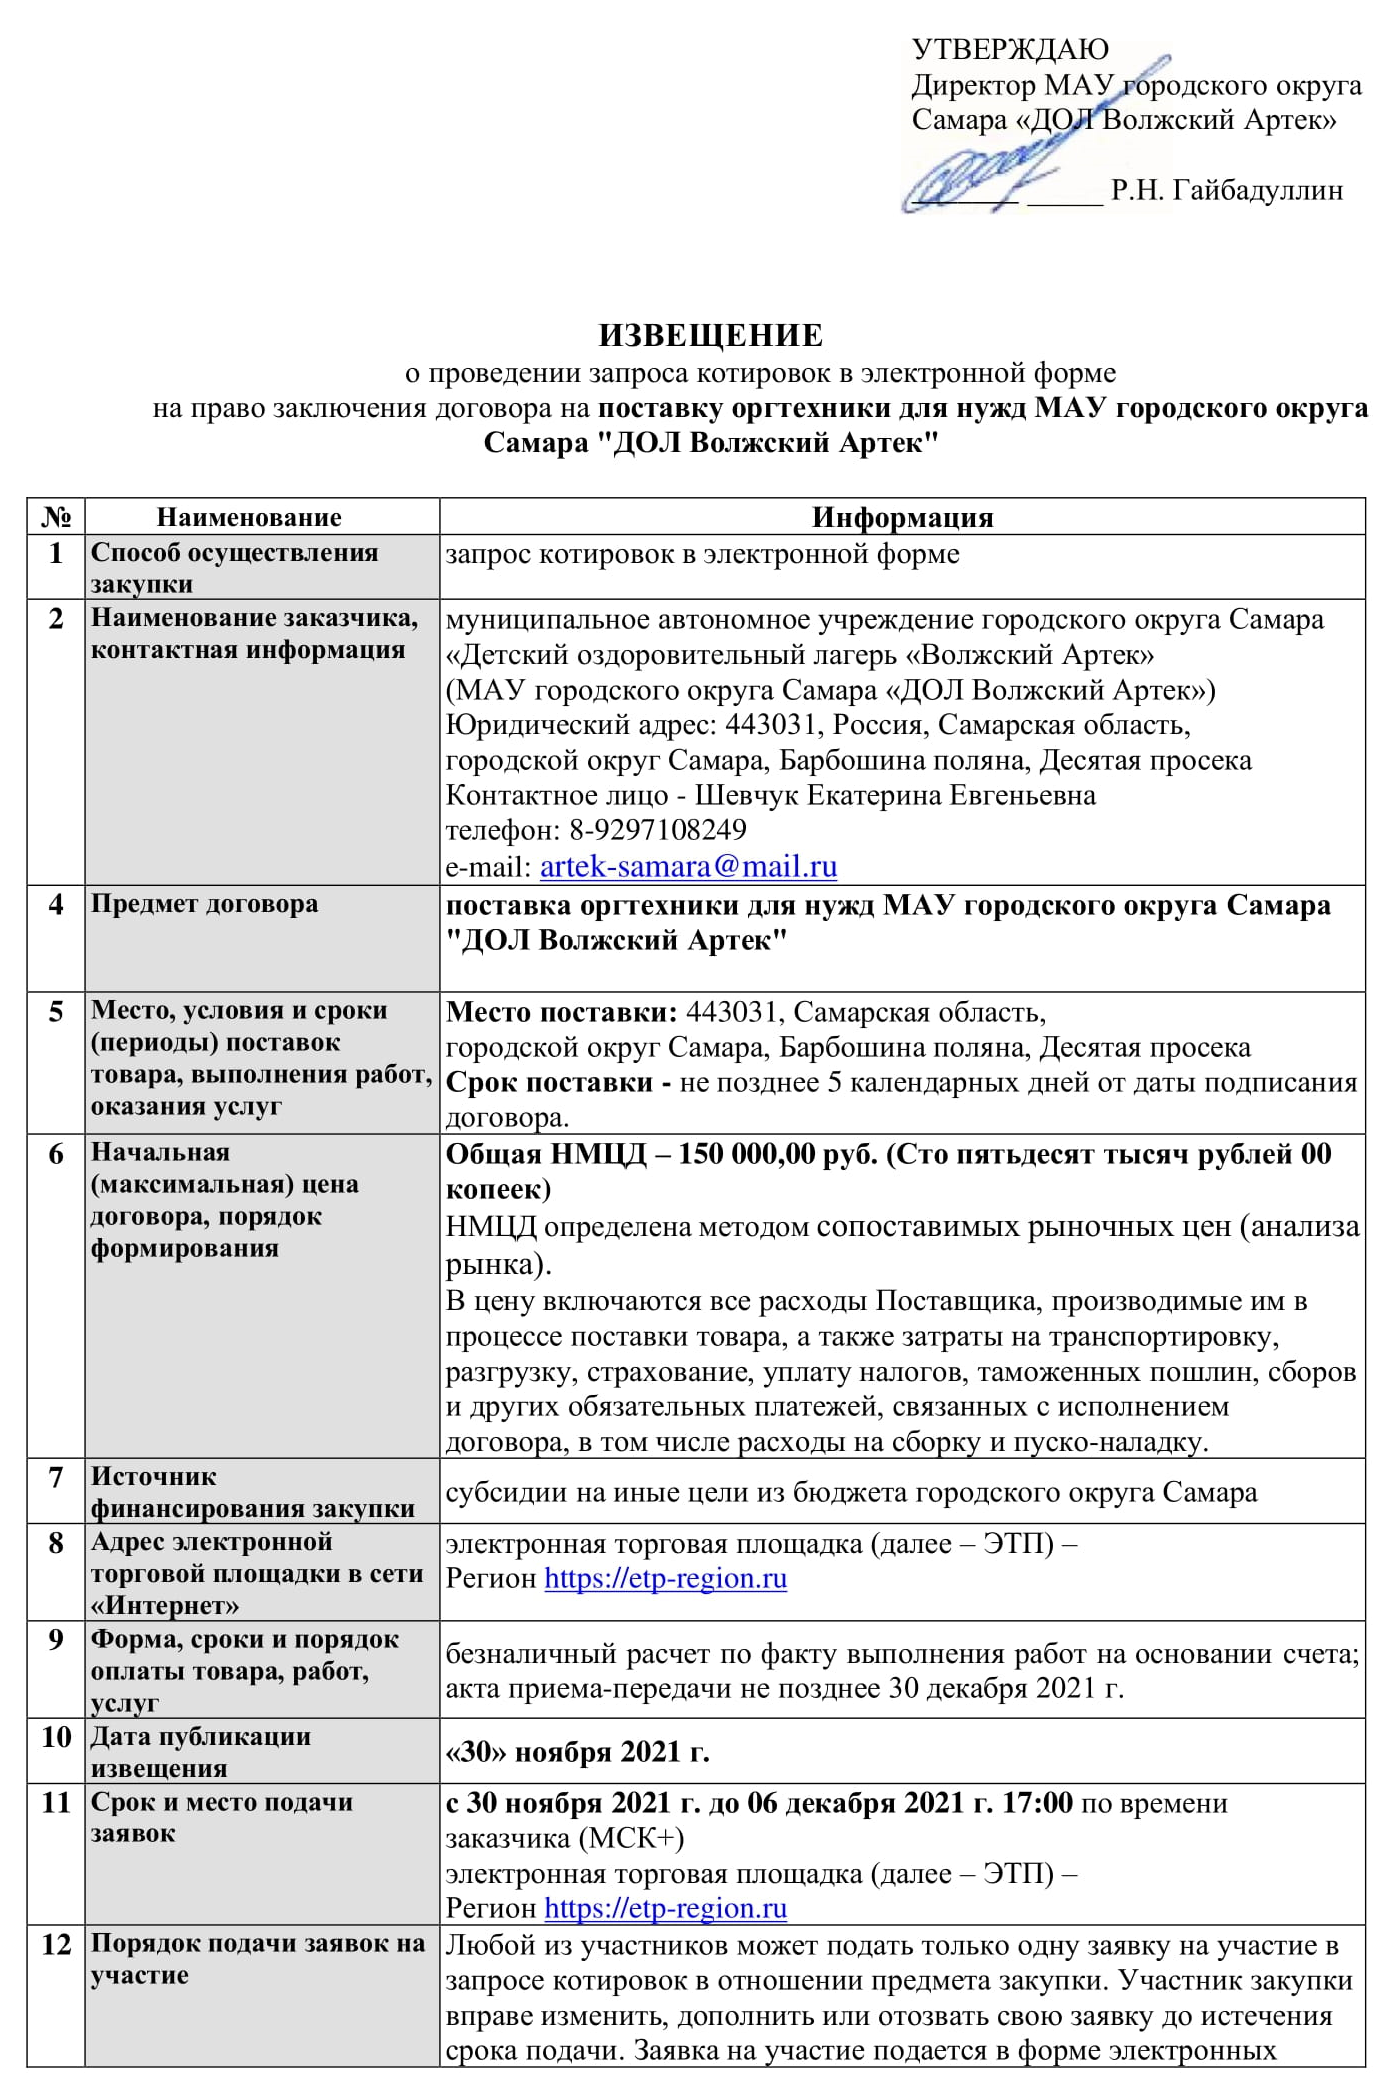 УТВЕРЖДАЮ
Директор МАУ городского округа
Самара «ДОЛ Волжский Артек»
_______ _____ Р.Н. Гайбадуллин
ИЗВЕЩЕНИЕ
о проведении запроса котировок в электронной форме
на право заключения договора на поставку оргтехники для нужд МАУ городского округа
Самара "ДОЛ Волжский Артек"
№ Наименование Информация
1 Способ осуществления
закупки
запрос котировок в электронной форме
2 Наименование заказчика,
контактная информация
муниципальное автономное учреждение городского округа Самара
«Детский оздоровительный лагерь «Волжский Артек»
(МАУ городского округа Самара «ДОЛ Волжский Артек»)
Юридический адрес: 443031, Россия, Самарская область,
городской округ Самара, Барбошина поляна, Десятая просека
Контактное лицо - Шевчук Екатерина Евгеньевна
телефон: 8-9297108249
e-mail: artek-samara@mail.ru
4 Предмет договора
поставка оргтехники для нужд МАУ городского округа Самара
"ДОЛ Волжский Артек"
5 Место, условия и сроки
(периоды) поставок
товара, выполнения работ,
оказания услуг
Место поставки: 443031, Самарская область,
городской округ Самара, Барбошина поляна, Десятая просека
Срок поставки - не позднее 5 календарных дней от даты подписания
договора.
6 Начальная
(максимальная) цена
договора, порядок
формирования
Общая НМЦД – 150 000,00 руб. (Сто пятьдесят тысяч рублей 00
копеек)
НМЦД определена методом сопоставимых рыночных цен (анализа
рынка).
В цену включаются все расходы Поставщика, производимые им в
процессе поставки товара, а также затраты на транспортировку,
разгрузку, страхование, уплату налогов, таможенных пошлин, сборов
и других обязательных платежей, связанных с исполнением
договора, в том числе расходы на сборку и пуско-наладку.
7 Источник
финансирования закупки
субсидии на иные цели из бюджета городского округа Самара
8 Адрес электронной
торговой площадки в сети
«Интернет»
электронная торговая площадка (далее – ЭТП) –
Регион https://etp-region.ru
9 Форма, сроки и порядок
оплаты товара, работ,
услуг
безналичный расчет по факту выполнения работ на основании счета;
акта приема-передачи не позднее 30 декабря 2021 г.
10 Дата публикации
извещения
«30» ноября 2021 г.
11 Срок и место подачи
заявок
с 30 ноября 2021 г. до 06 декабря 2021 г. 17:00 по времени
заказчика (МСК+)
электронная торговая площадка (далее – ЭТП) –
Регион https://etp-region.ru
12 Порядок подачи заявок на
участие
Любой из участников может подать только одну заявку на участие в
запросе котировок в отношении предмета закупки. Участник закупки
вправе изменить, дополнить или отозвать свою заявку до истечения
срока подачи. Заявка на участие подается в форме электронных